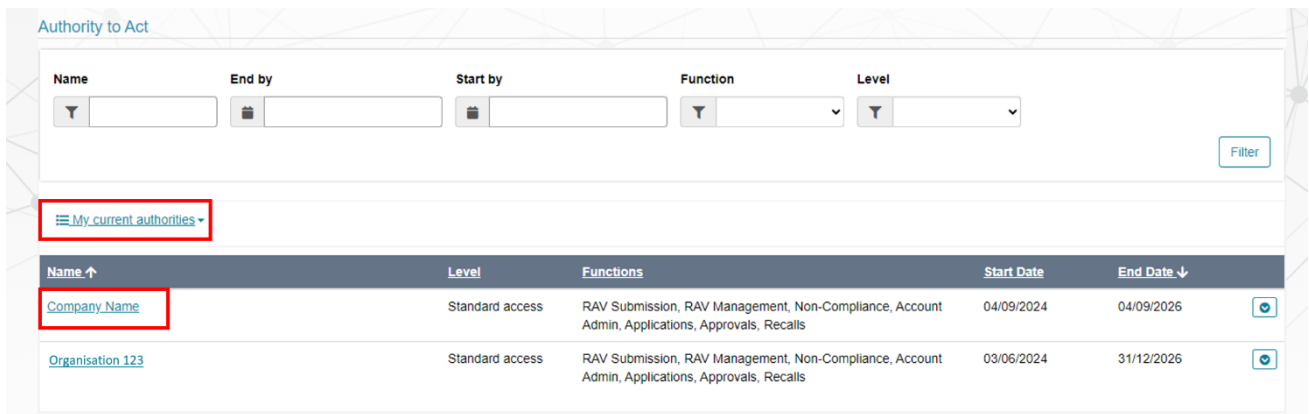 Authority to Act
Name End by Start by Function Level
Filter
My current authorities
Name Level Functions Start Date End Date
Company Name Standard access RAV Submission, RAV Management, Non-Compliance, Account 04/09/2024 04/09/2026
Admin, Applications, Approvals, Recalls
Organisation 123 Standard access RAV Submission, RAV Management, Non-Compliance, Account 03/06/2024 31/12/2026
Admin, Applications, Approvals, Recalls